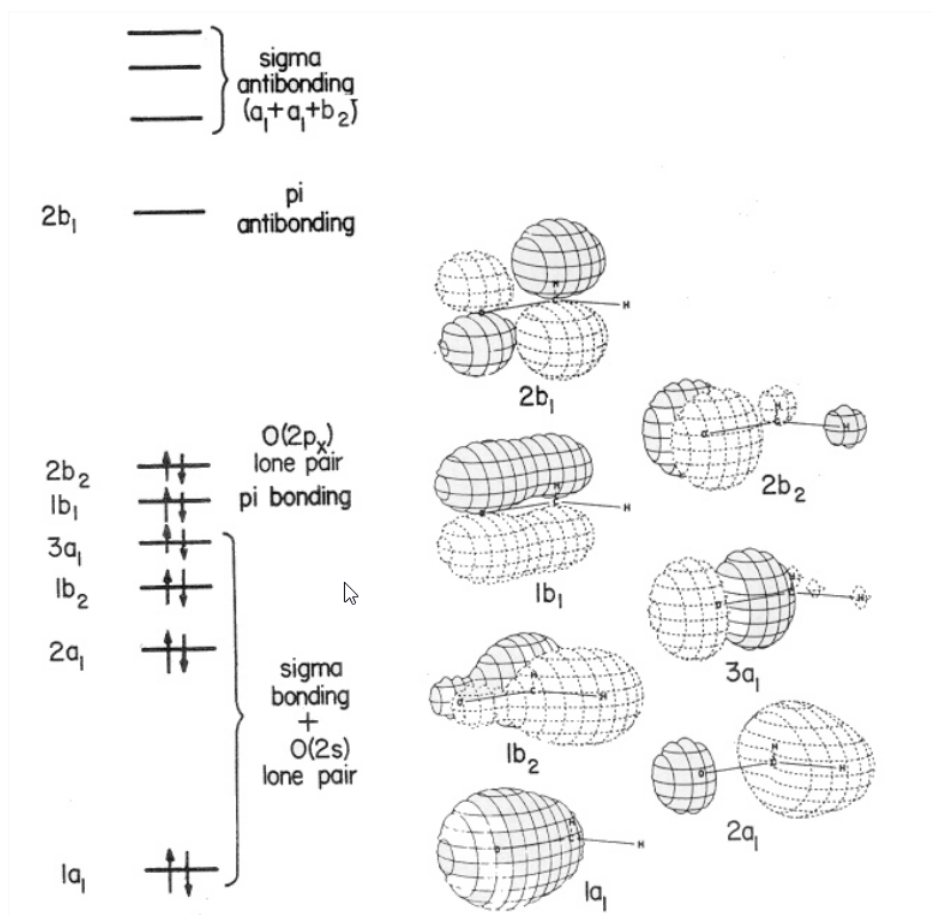 sigma
antibonding
(a₁+a₁+b₂)
2b₁
pi
antibonding
2b₁
O(2pₓ)
lone pair
2b₂
pi bonding
1b₁
3a₁
1b₂
2a₁
sigma
bonding
+
O(2s)
lone pair
1a₁
H
C
O
H
2b₁
H
C
O
H
2b₂
H
C
O
H
1b₁
H
C
O
H
3a₁
H
C
O
H
1b₂
H
C
O
H
2a₁
H
C
O
H
1a₁